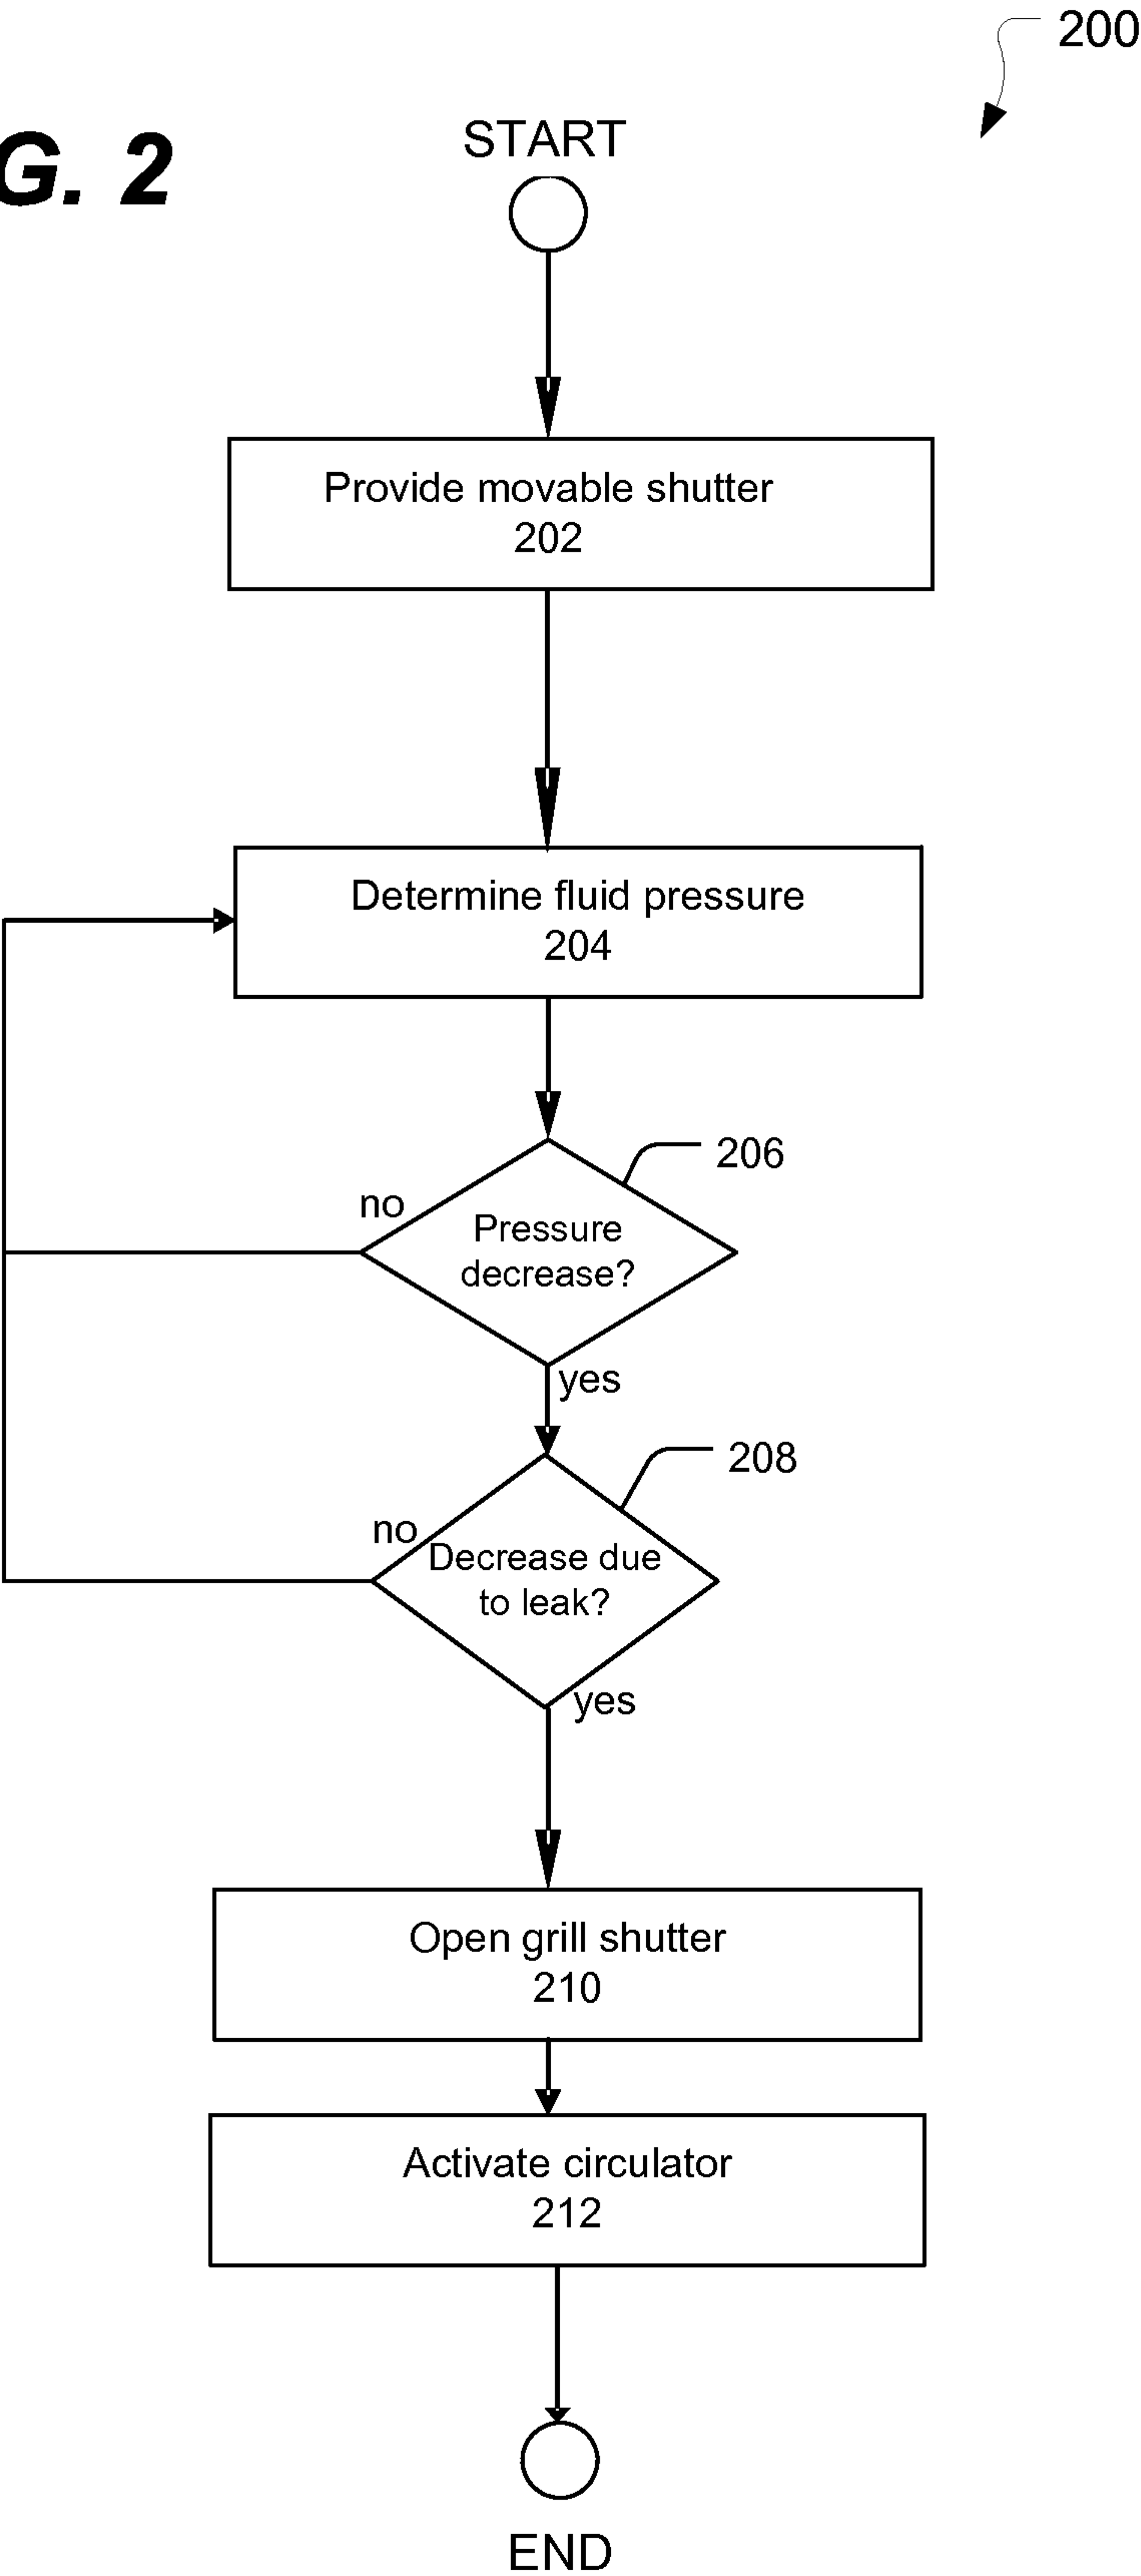 200
G. 2
START
Provide movable shutter
202
Determine fluid pressure
204
206
no
Pressure
decrease?
yes
208
no
Decrease due
to leak?
yes
Open grill shutter
210
Activate circulator
212
END